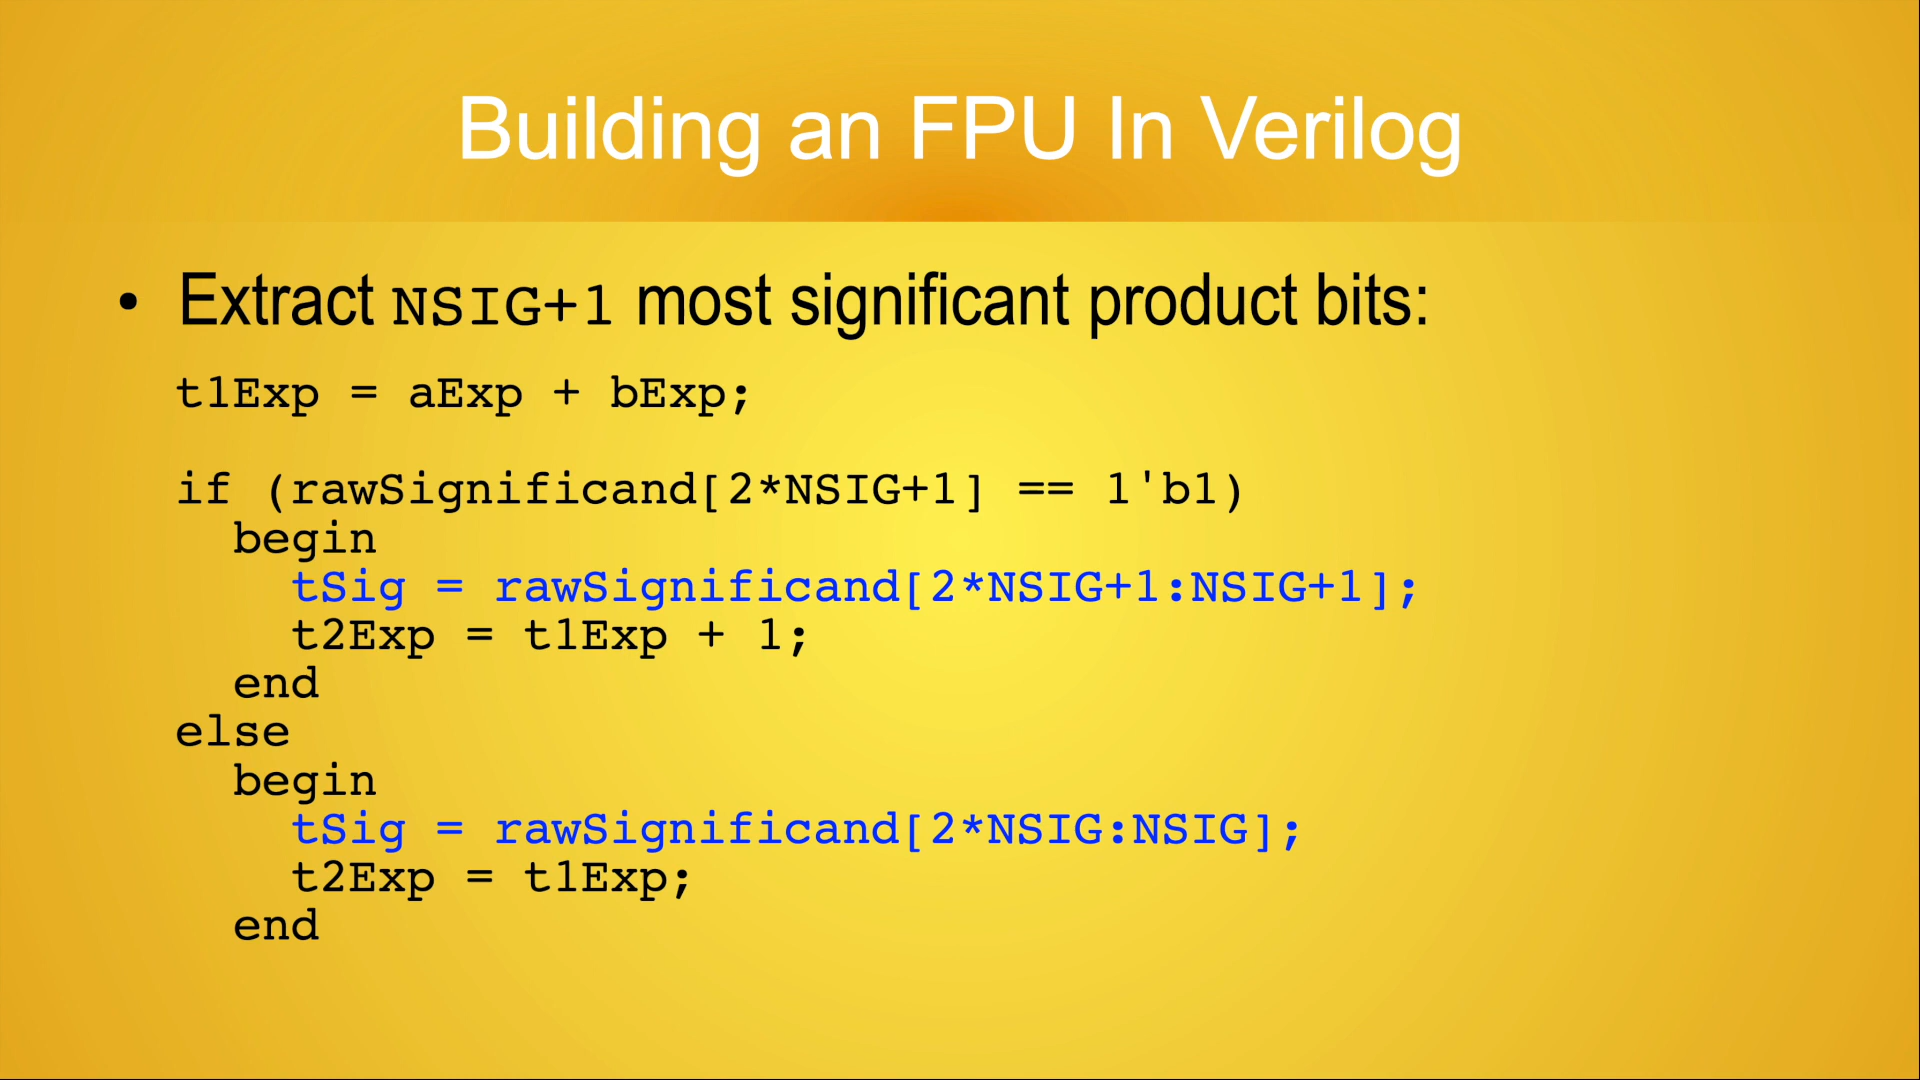 Building an FPU In Verilog
• Extract NSIG+1 most significant product bits:
t1Exp = aExp + bExp;
if (rawSignificand[2*NSIG+1] == 1'b1)
begin
tSig = rawSignificand[2*NSIG+1:NSIG+1];
t2Exp = t1Exp + 1;
end
else
begin
tSig = rawSignificand[2*NSIG:NSIG];
t2Exp = t1Exp;
end